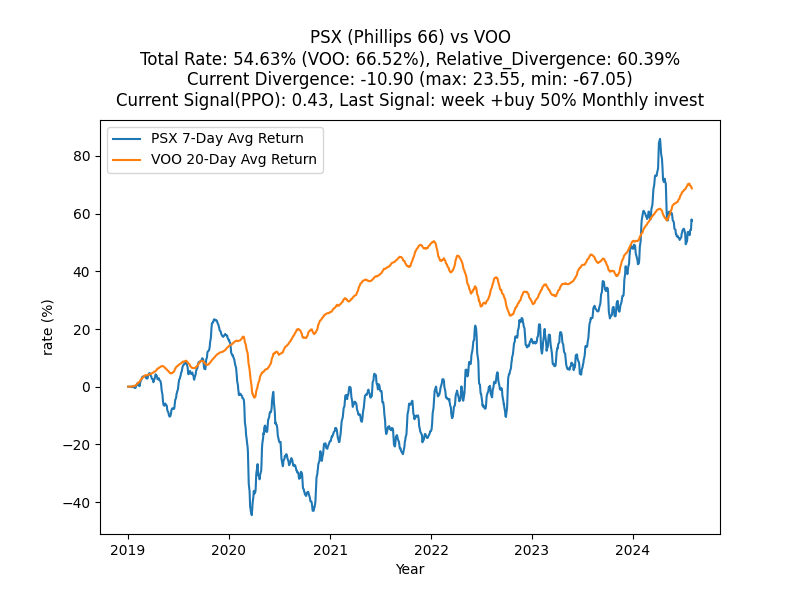 PSX (Phillips 66) vs VOO
Total Rate: 54.63% (VOO: 66.52%), Relative_Divergence: 60.39%
Current Divergence: -10.90 (max: 23.55, min: -67.05)
Current Signal(PPO): 0.43, Last Signal: week +buy 50% Monthly invest
PSX 7-Day Avg Return
VOO 20-Day Avg Return
rate (%)
80
60
40
20
0
−20
−40
2019 2020 2021 2022 2023 2024
Year